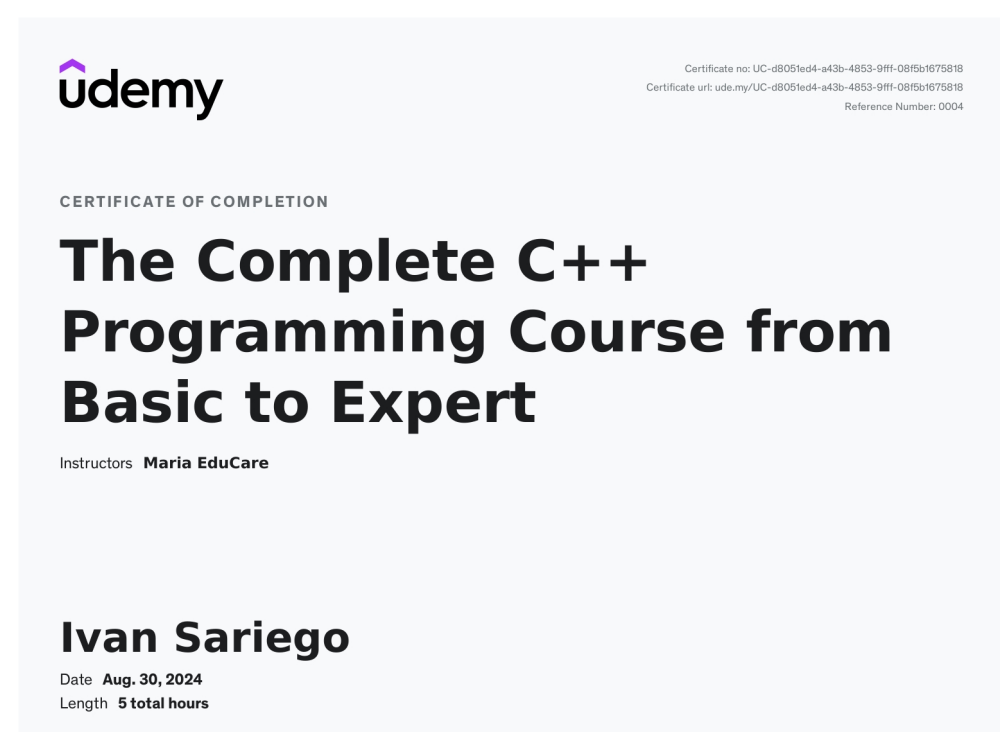 udemy
Certificate no: UC-d8051ed4-a43b-4853-9fff-08f5b1675818
Certificate url: ude.my/UC-d8051ed4-a43b-4853-9fff-08f5b1675818
Reference Number: 0004
CERTIFICATE OF COMPLETION
The Complete C++
Programming Course from
Basic to Expert
Instructors Maria EduCare
Ivan Sariego
Date Aug. 30, 2024
Length 5 total hours